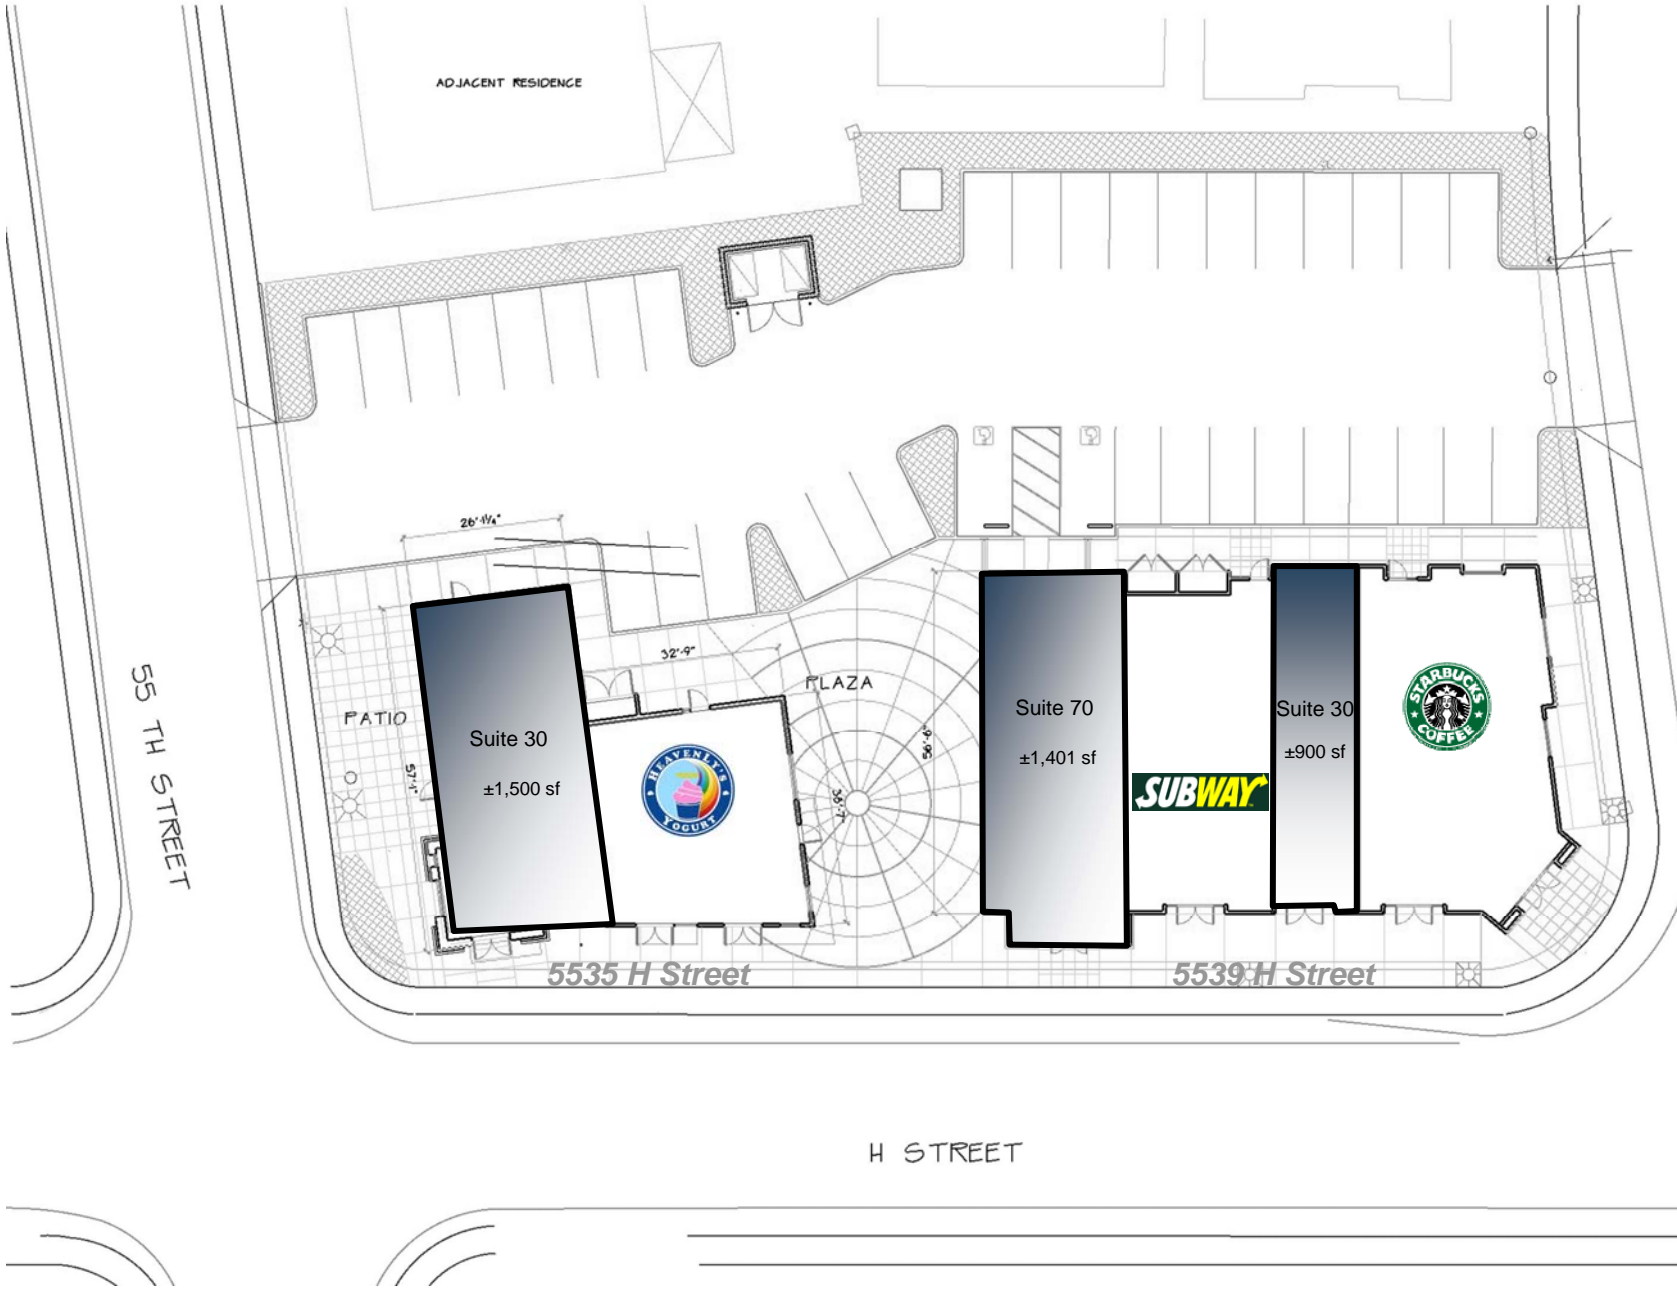 ADJACENT RESIDENCE
26'-1¼"
32'-9"
PLAZA
PATIO
Suite 30
±1,500 sf
57'-1"
HEAVENLY'S
YOGURT
36'-7"
56'-9"
Suite 70
±1,401 sf
SUBWAY
Suite 30
±900 sf
STARBUCKS
COFFEE
55 TH STREET
5535 H Street
5539 H Street
H STREET